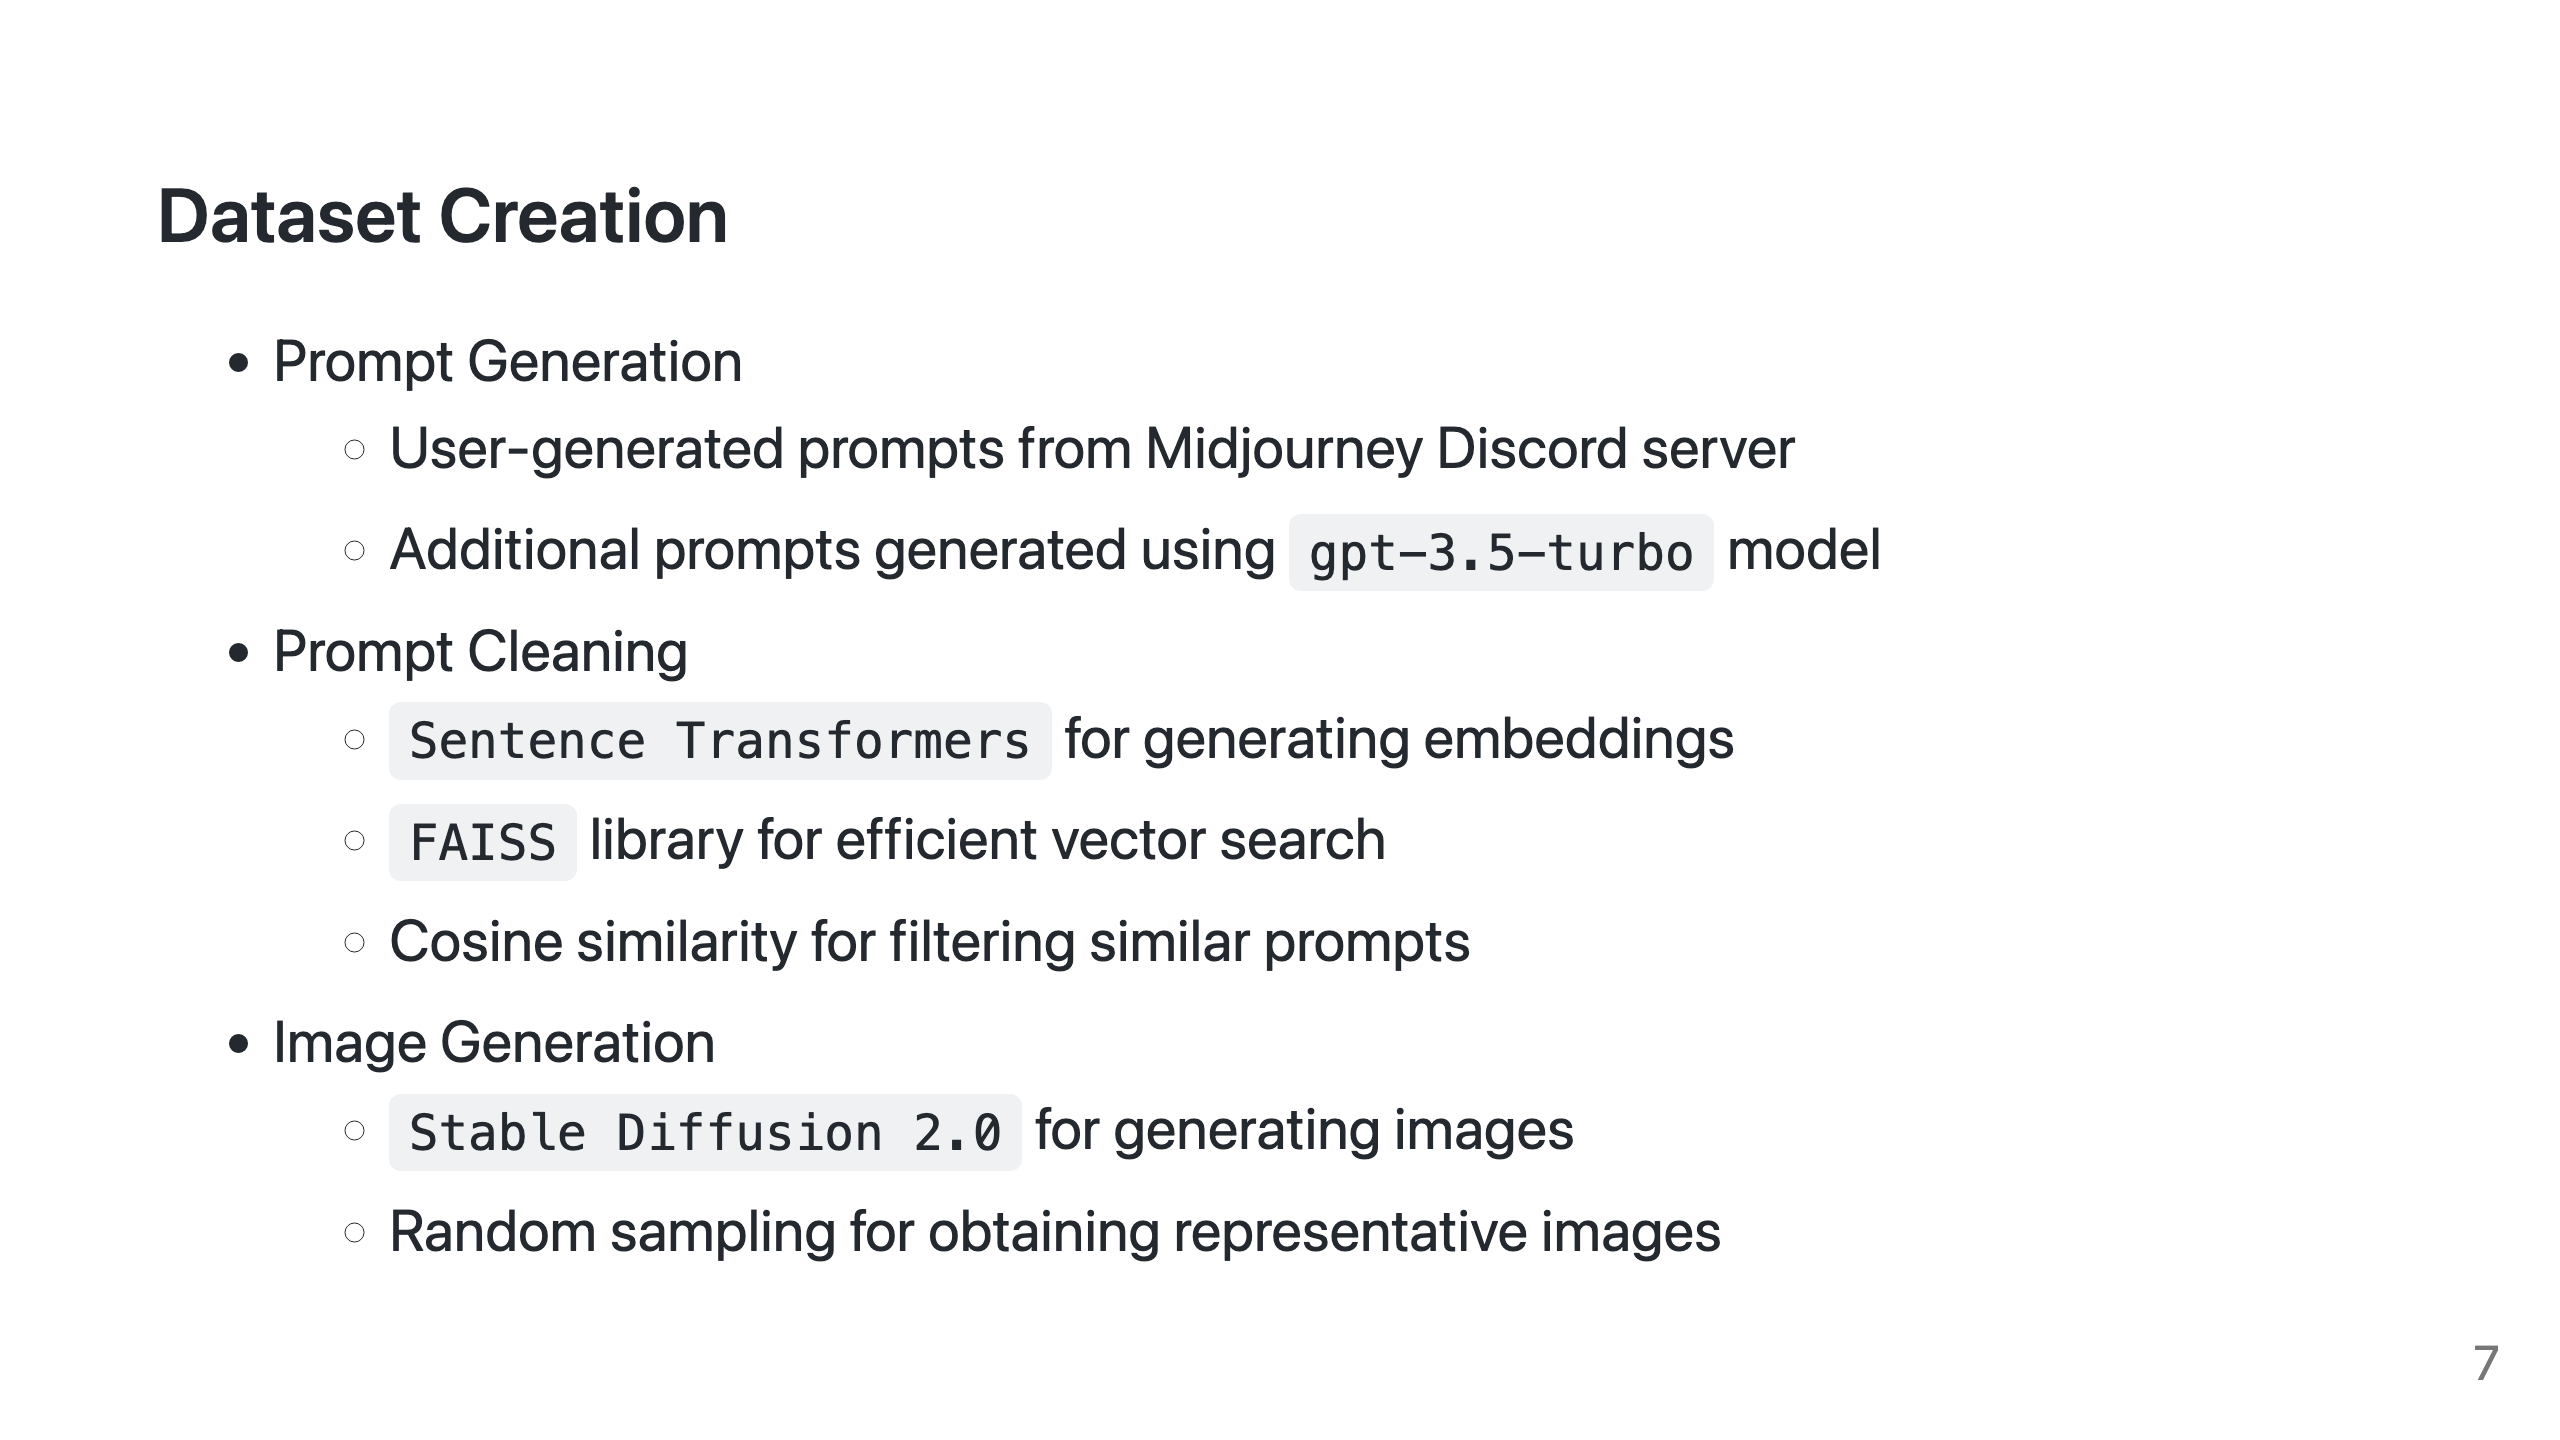 Dataset Creation
• Prompt Generation
○ User-generated prompts from Midjourney Discord server
○ Additional prompts generated using gpt-3.5-turbo model
• Prompt Cleaning
○ Sentence Transformers for generating embeddings
○ FAISS library for efficient vector search
○ Cosine similarity for filtering similar prompts
• Image Generation
○ Stable Diffusion 2.0 for generating images
○ Random sampling for obtaining representative images
7